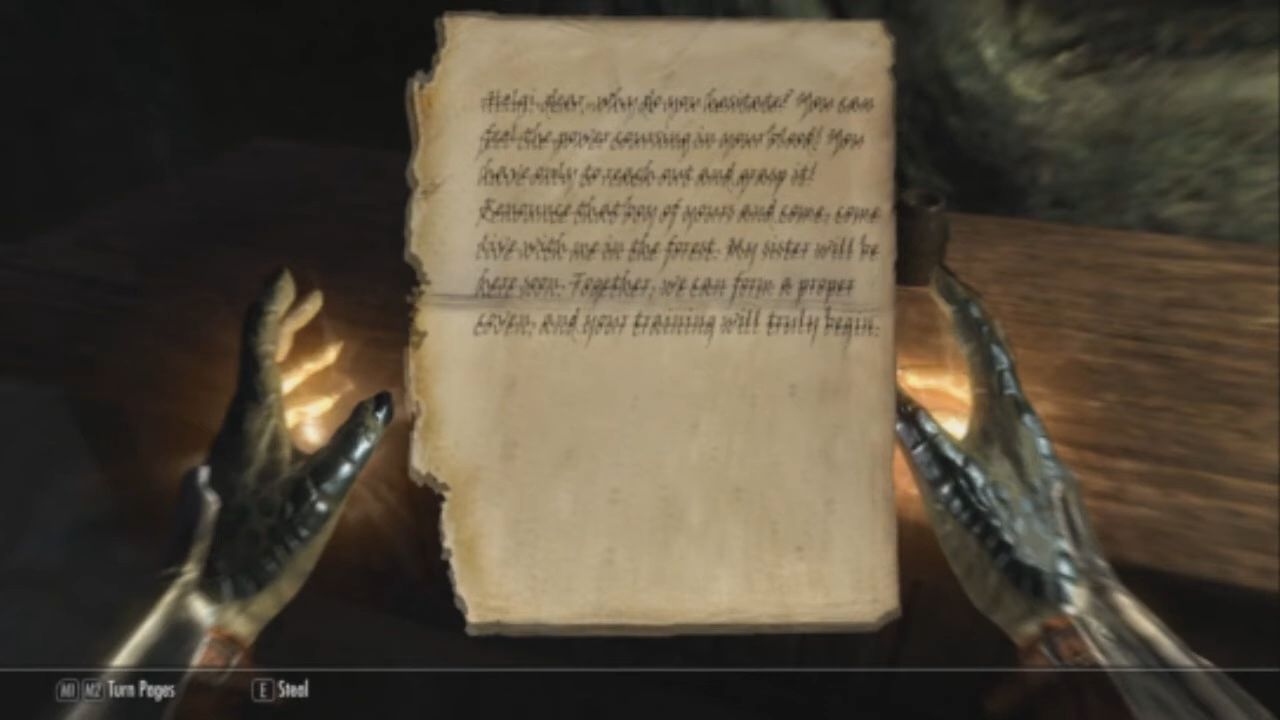 Helgi, dear, why do you hesitate? You can
feel the power coursing in your blood! You
have only to reach out and grasp it!
Renounce that boy of yours and come, come
live with me in the forest. My sister will be
here soon. Together, we can form a proper
coven, and your training will truly begin.
M1 M2 Turn Pages
E Steal